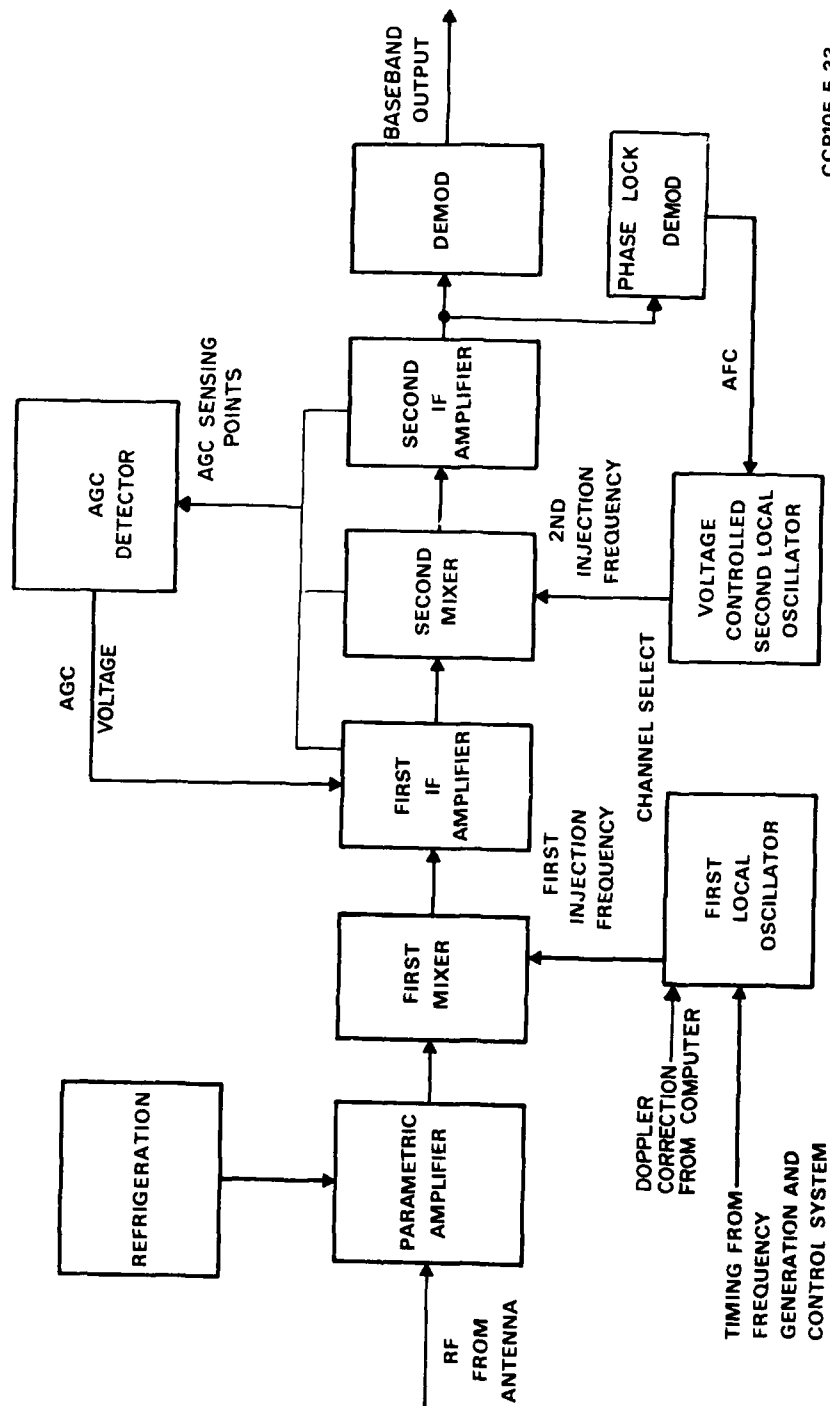 REFRIGERATION
AGC
DETECTOR
AGC
VOLTAGE
AGC SENSING
POINTS
RF
FROM
ANTENNA
PARAMETRIC
AMPLIFIER
FIRST
MIXER
FIRST
IF
AMPLIFIER
SECOND
MIXER
SECOND
IF
AMPLIFIER
DEMOD
BASEBAND
OUTPUT
FIRST
INJECTION
FREQUENCY
2ND
INJECTION
FREQUENCY
CHANNEL SELECT
DOPPLER
CORRECTION
FROM COMPUTER
TIMING FROM
FREQUENCY
GENERATION AND
CONTROL SYSTEM
FIRST
LOCAL
OSCILLATOR
VOLTAGE
CONTROLLED
SECOND LOCAL
OSCILLATOR
AFC
PHASE LOCK
DEMOD